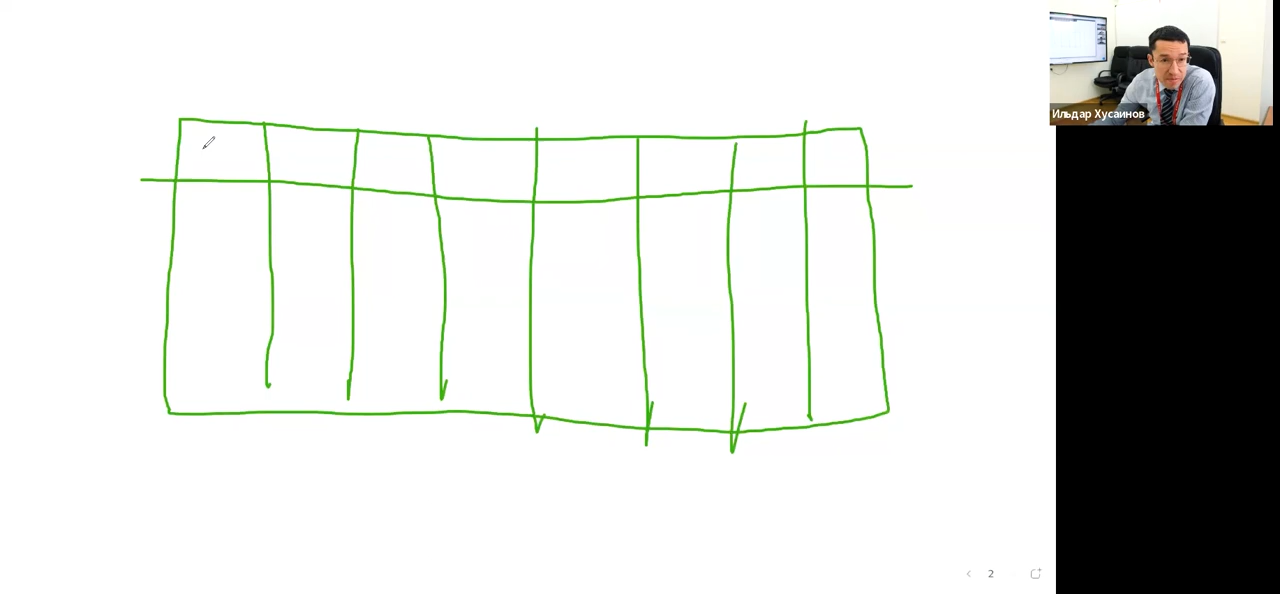 Ильдар Хусаинов
2